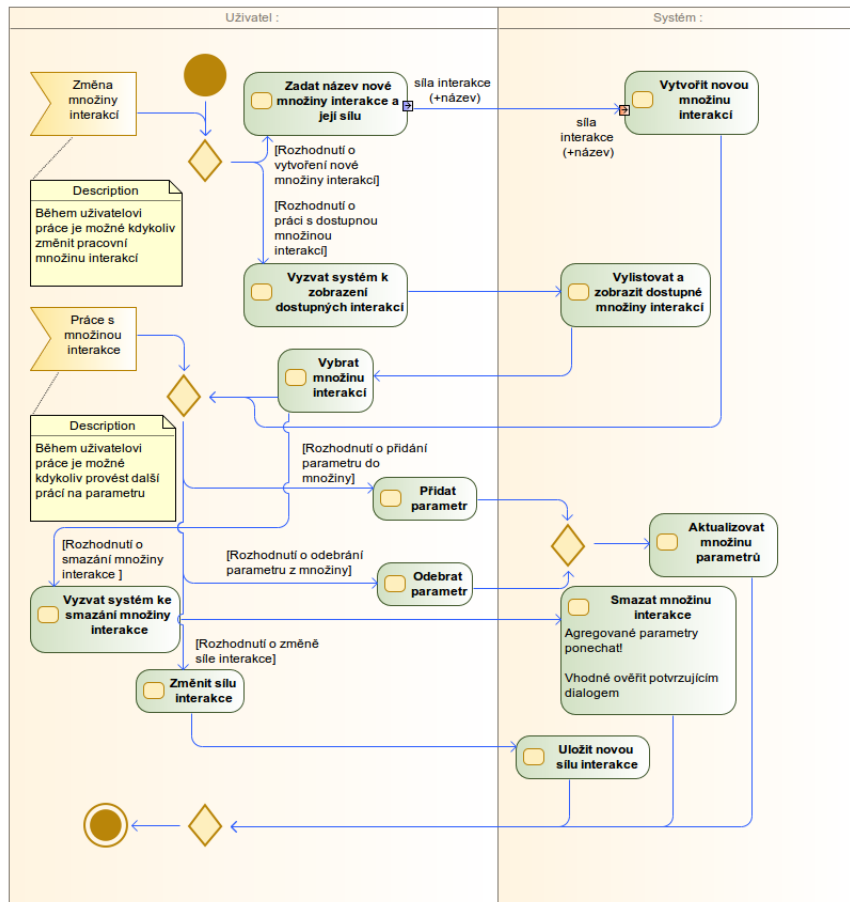 Uživatel :
Systém :
Změna
množiny
interakcí
Zadat název nové
množiny interakce a
její sílu
síla interakce
(+název)
Vytvořit novou
množinu
interakcí
síla
interakce
(+název)
[Rozhodnutí o
vytvoření nové
množiny interakcí]
Description
Během uživatelovi
práce je možné kdykoliv
změnit pracovní
množinu interakcí
[Rozhodnutí o
práci s dostupnou
množinou
interakcí]
Vyzvat systém k
zobrazení
dostupných interakcí
Vylistovat a
zobrazit dostupné
množiny interakcí
Práce s
množinou
interakce
Vybrat
množinu
interakcí
Description
Během uživatelovi
práce je možné
kdykoliv provést další
prácí na parametru
[Rozhodnutí o přidání
parametru do
množiny]
Přidat
parametr
Aktualizovat
množinu
parametrů
[Rozhodnutí o
smazání množiny
interakce ]
[Rozhodnutí o odebrání
parametru z množiny]
Odebrat
parametr
Vyzvat systém ke
smazání množiny
interakce
Smazat množinu
interakce
Agregované parametry
ponechat!
Vhodné ověřit potvrzujícím
dialogem
[Rozhodnutí o změně
síle interakce]
Změnit sílu
interakce
Uložit novou
sílu interakce